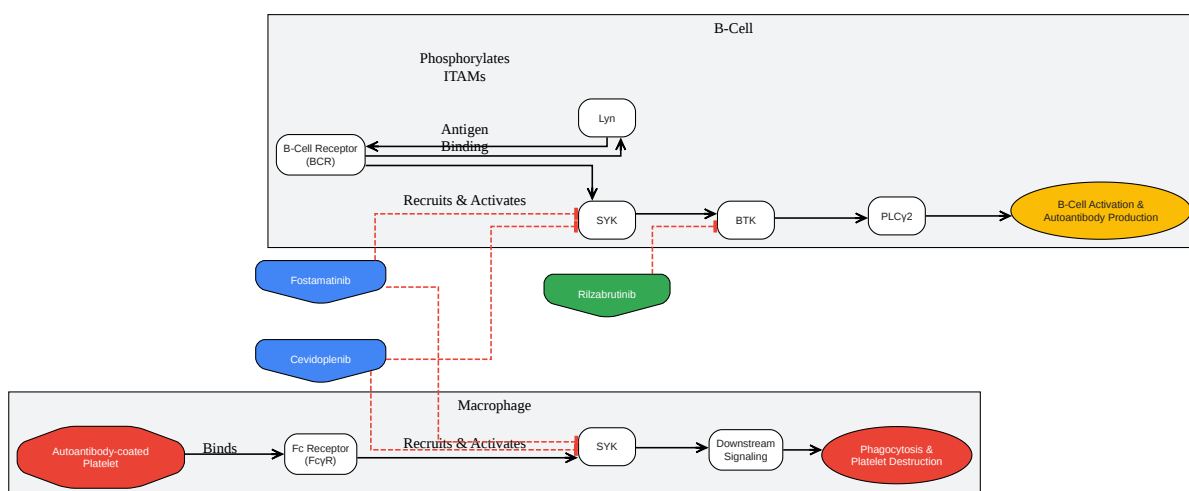 B-Cell
Phosphorylates
ITAMs
Lyn
Antigen
Binding
B-Cell Receptor
(BCR)
Recruits & Activates
SYK
BTK
PLCγ2
B-Cell Activation &
Autoantibody Production
Fostamatinib
Rilzabrutinib
Cevidoplenib
Macrophage
Autoantibody-coated
Platelet
Binds
Fc Receptor
(FcγR)
Recruits & Activates
SYK
Downstream
Signaling
Phagocytosis &
Platelet Destruction